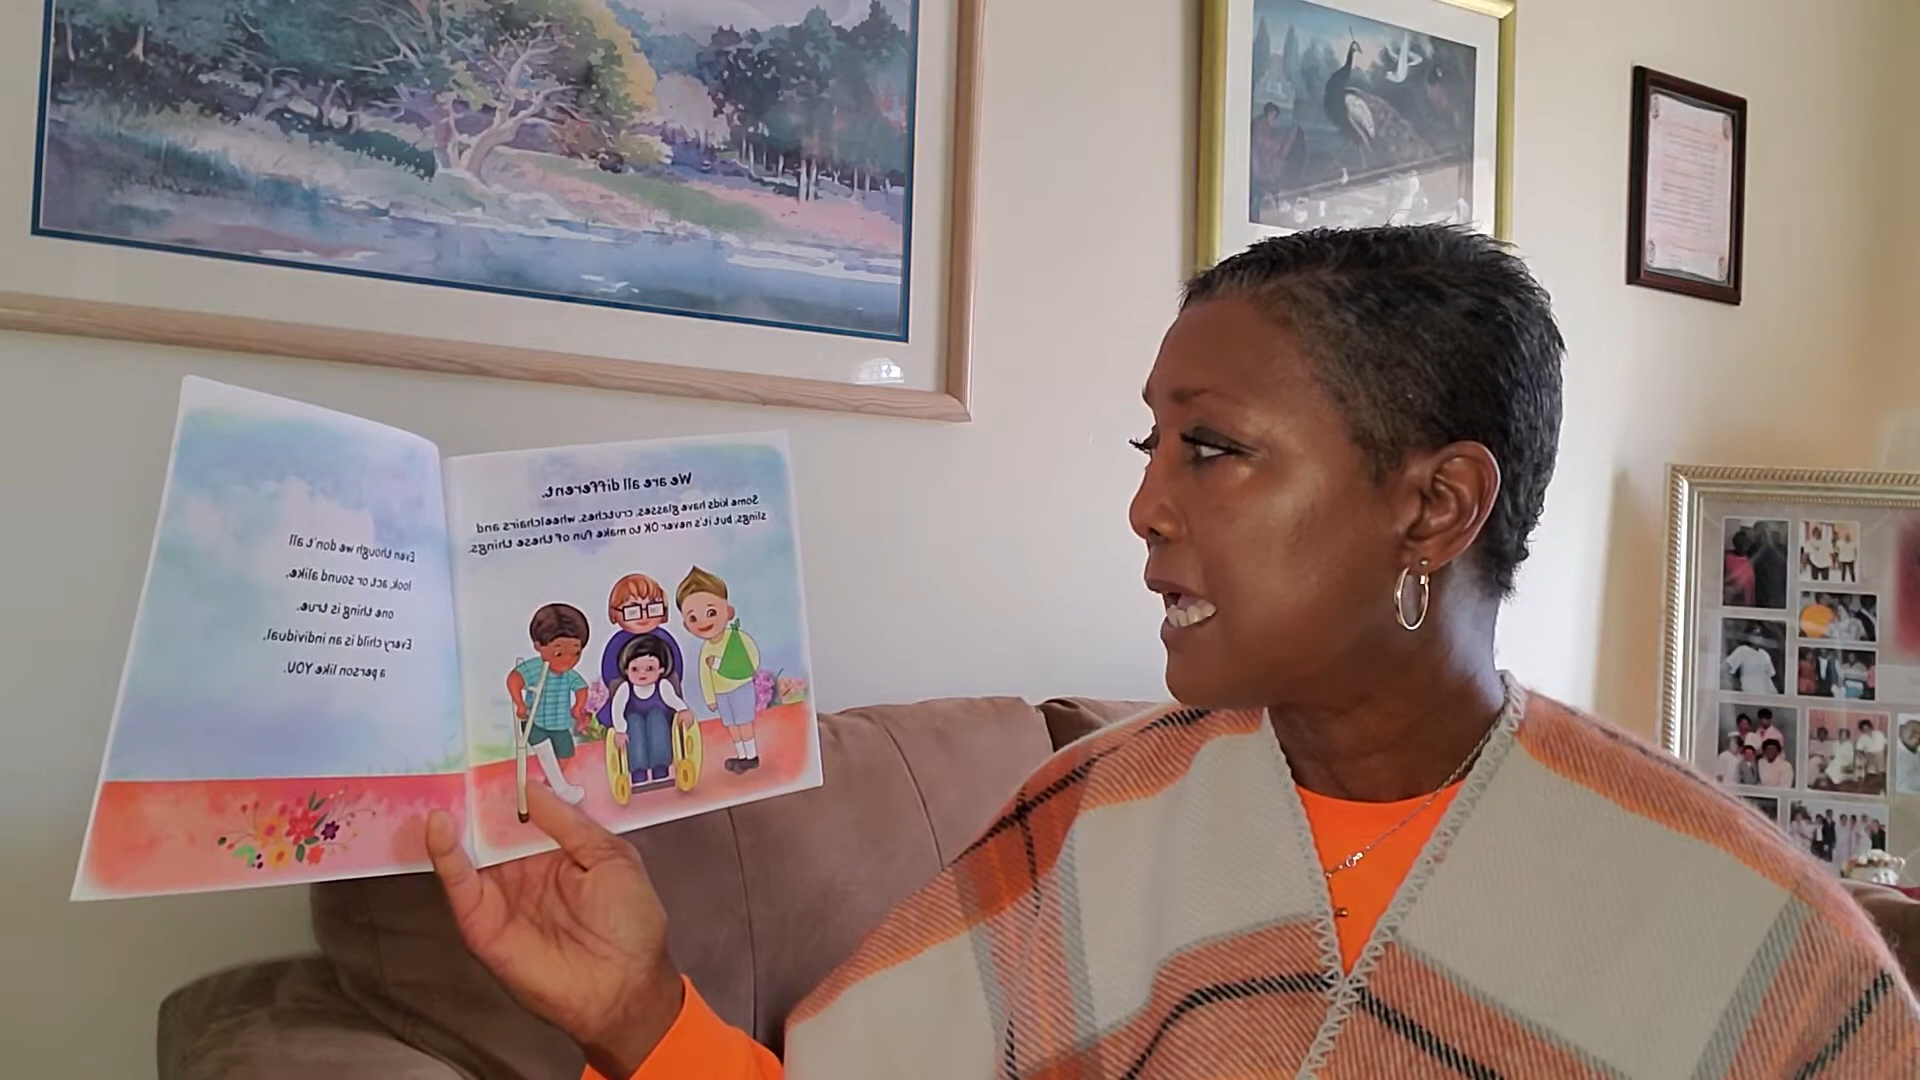 We are all different.
Some kids have glasses, crutches, wheelchairs and
slings, but it's never OK to make fun of these things.
Even though we don't all
look, act or sound alike,
one thing is true.
Every child is an individual,
a person like YOU.